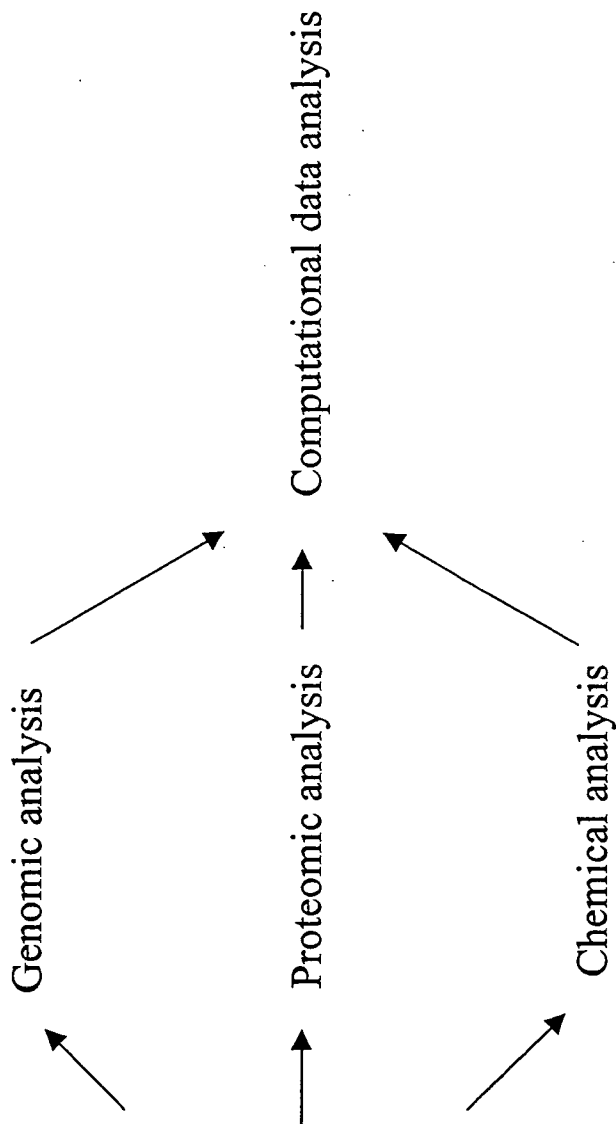 Genomic analysis
Proteomic analysis
Chemical analysis
Computational data analysis